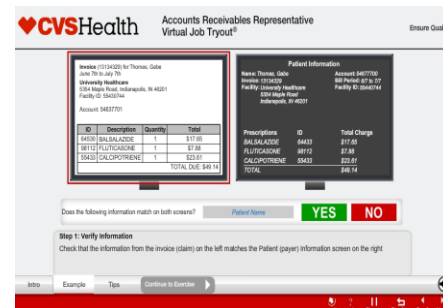 CVSHealth
Accounts Receivables Representative
Virtual Job Tryout®
Ensure Qual
Invoice (13134320) for Thomas, Gabe
June 7th to July 7th
University Healthcare
5354 Maple Road, Indianapolis, IN 46201
Facility ID: 55430744
Account: 54637701
ID Description Quantity Total
64530 BALSALAZIDE 1 $17.65
98112 FLUTICASONE 1 $7.88
55433 CALCIPOTRIENE 1 $23.61
TOTAL DUE: $49.14
Patient Information
Name: Thomas, Gabe
Invoice: 13134329
Facility: University Healthcare
5354 Maple Road
Indianapolis, IN 46201
Account: 54677700
Bill Period: 6/7 to 7/7
Facility ID: 55440744
Prescriptions ID Total Charge
BALSALAZIDE 64433 $17.65
FLUTICASONE 98112 $7.88
CALCIPOTRIENE 55433 $23.61
TOTAL $49.14
Does the following information match on both screens?
Patient Name
YES
NO
Step 1: Verify Information
Check that the information from the invoice (claim) on the left matches the Patient (payer) Information screen on the right
Intro
Example
Tips
Continue to Exercise